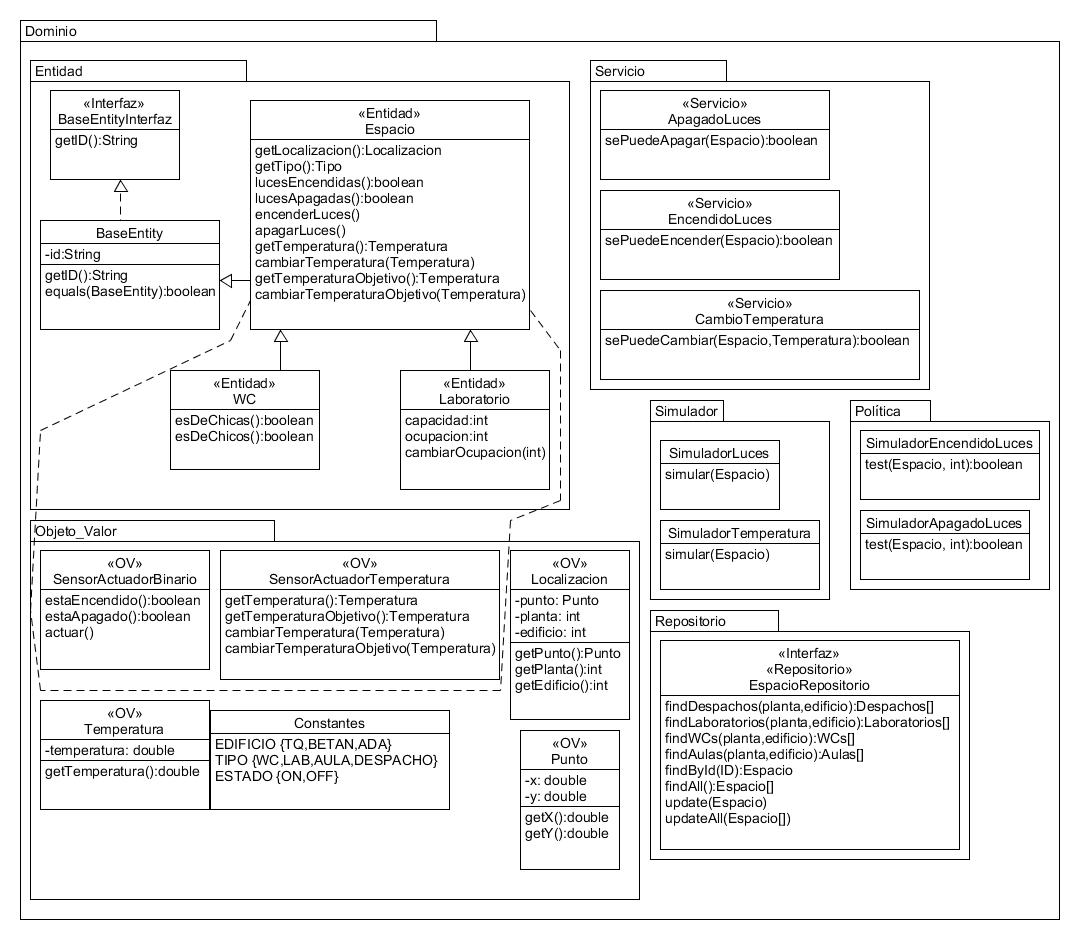 Dominio
Entidad
«Interfaz»
BaseEntityInterfaz
getID():String
BaseEntity
-id:String
getID():String
equals(BaseEntity):boolean
«Entidad»
Espacio
getLocalizacion():Localizacion
getTipo():Tipo
lucesEncendidas():boolean
lucesApagadas():boolean
encenderLuces()
apagarLuces()
getTemperatura():Temperatura
cambiarTemperatura(Temperatura)
getTemperaturaObjetivo():Temperatura
cambiarTemperaturaObjetivo(Temperatura)
«Entidad»
WC
esDeChicas():boolean
esDeChicos():boolean
«Entidad»
Laboratorio
capacidad:int
ocupacion:int
cambiarOcupacion(int)
Servicio
«Servicio»
ApagadoLuces
sePuedeApagar(Espacio):boolean
«Servicio»
EncendidoLuces
sePuedeEncender(Espacio):boolean
«Servicio»
CambioTemperatura
sePuedeCambiar(Espacio,Temperatura):boolean
Simulador
SimuladorLuces
simular(Espacio)
SimuladorTemperatura
simular(Espacio)
Política
SimuladorEncendidoLuces
test(Espacio, int):boolean
SimuladorApagadoLuces
test(Espacio, int):boolean
Objeto_Valor
«OV»
SensorActuadorBinario
estaEncendido():boolean
estaApagado():boolean
actuar()
«OV»
SensorActuadorTemperatura
getTemperatura():Temperatura
getTemperaturaObjetivo():Temperatura
cambiarTemperatura(Temperatura)
cambiarTemperaturaObjetivo(Temperatura)
«OV»
Localizacion
-punto: Punto
-planta: int
-edificio: int
getPunto():Punto
getPlanta():int
getEdificio():int
«OV»
Temperatura
-temperatura: double
getTemperatura():double
Constantes
EDIFICIO {TQ,BETAN,ADA}
TIPO {WC,LAB,AULA,DESPACHO}
ESTADO {ON,OFF}
«OV»
Punto
-x: double
-y: double
getX():double
getY():double
Repositorio
«Interfaz»
«Repositorio»
EspacioRepositorio
findDespachos(planta,edificio):Despachos[]
findLaboratorios(planta,edificio):Laboratorios[]
findWCs(planta,edificio):WCs[]
findAulas(planta,edificio):Aulas[]
findById(ID):Espacio
findAll():Espacio[]
update(Espacio)
updateAll(Espacio[])